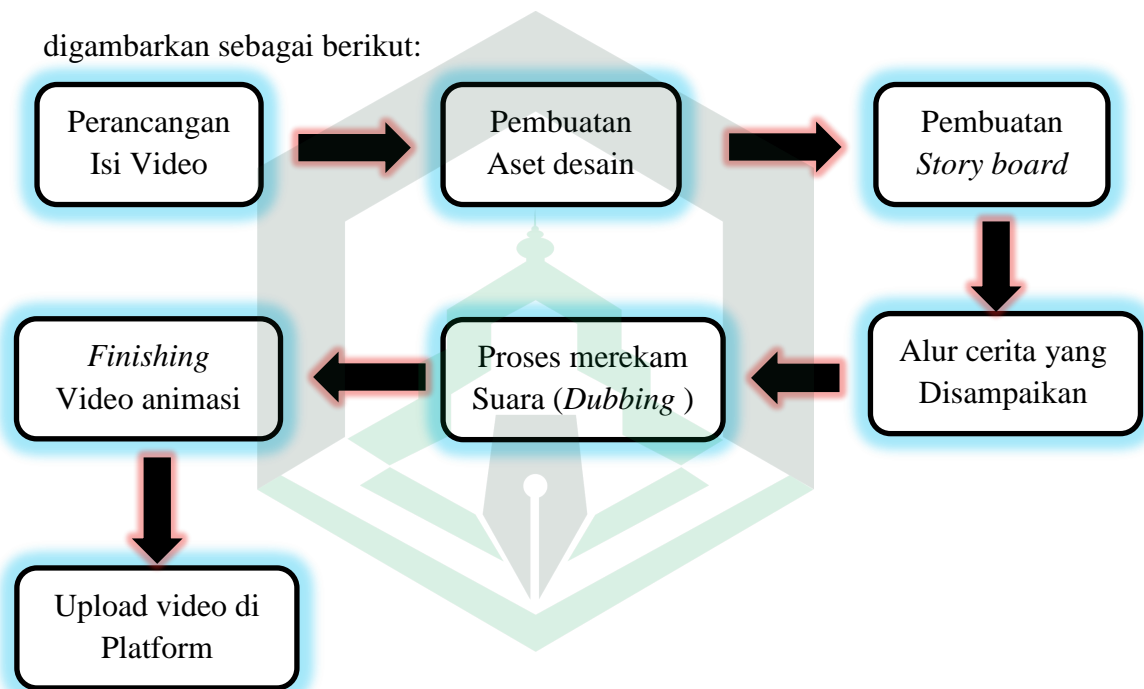 digambarkan sebagai berikut:
Perancangan
Isi Video
Pembuatan
Aset desain
Pembuatan
Story board
Alur cerita yang
Disampaikan
Proses merekam
Suara (Dubbing )
Finishing
Video animasi
Upload video di
Platform